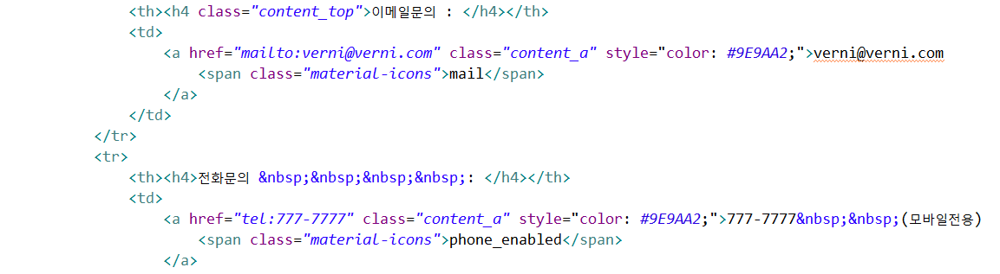 <th><h4 class="content_top">이메일문의 : </h4></th>
<td>
<a href="mailto:verni@verni.com" class="content_a" style="color: #9E9AA2;">verni@verni.com
<span class="material-icons">mail</span>
</a>
</td>
</tr>
<tr>
<th><h4>전화문의 &nbsp;&nbsp;&nbsp;&nbsp;: </h4></th>
<td>
<a href="tel:777-7777" class="content_a" style="color: #9E9AA2;">777-7777&nbsp;&nbsp;(모바일전용)
<span class="material-icons">phone_enabled</span>
</a>